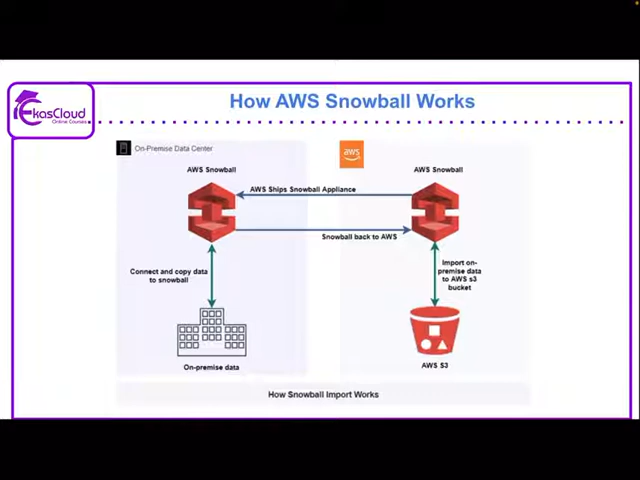 How AWS Snowball Works
EkasCloud
Online Courses
On-Premise Data Center
aws
AWS Snowball
AWS Snowball
AWS Ships Snowball Appliance
Snowball back to AWS
Connect and copy data
to snowball
Import on-
premise data
to AWS s3
bucket
On-premise data
AWS S3
How Snowball Import Works